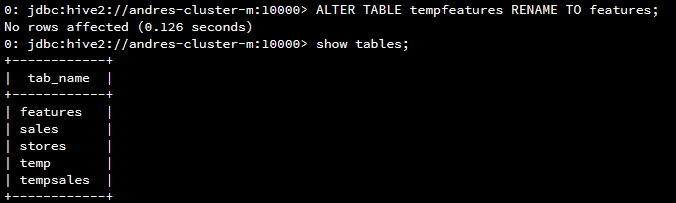 0: jdbc:hive2://andres-cluster-m:10000> ALTER TABLE tempfeatures RENAME TO features;
No rows affected (0.126 seconds)
0: jdbc:hive2://andres-cluster-m:10000> show tables;
+------------+
|  tab_name  |
+------------+
| features   |
| sales      |
| stores     |
| temp       |
| tempsales  |
+------------+